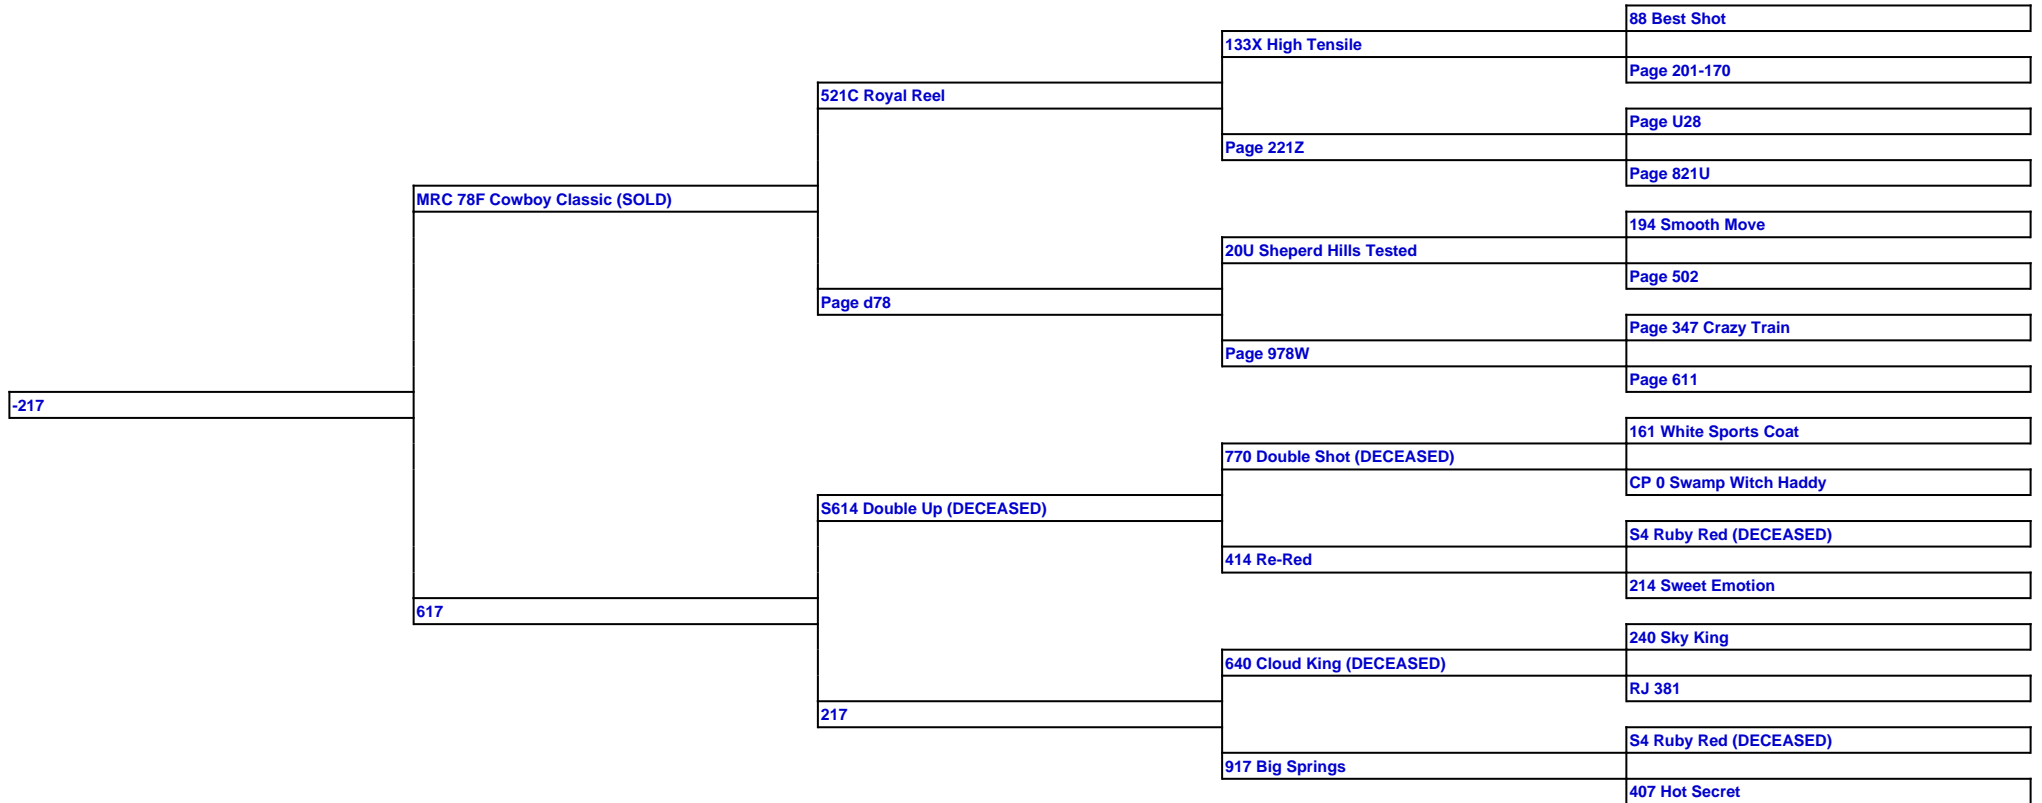 88 Best Shot
133X High Tensile
Page 201-170
521C Royal Reel
Page U28
Page 221Z
Page 821U
MRC 78F Cowboy Classic (SOLD)
194 Smooth Move
20U Sheperd Hills Tested
Page 502
Page d78
Page 347 Crazy Train
Page 978W
Page 611
-217
161 White Sports Coat
770 Double Shot (DECEASED)
CP 0 Swamp Witch Haddy
S614 Double Up (DECEASED)
S4 Ruby Red (DECEASED)
414 Re-Red
214 Sweet Emotion
617
240 Sky King
640 Cloud King (DECEASED)
RJ 381
217
S4 Ruby Red (DECEASED)
917 Big Springs
407 Hot Secret